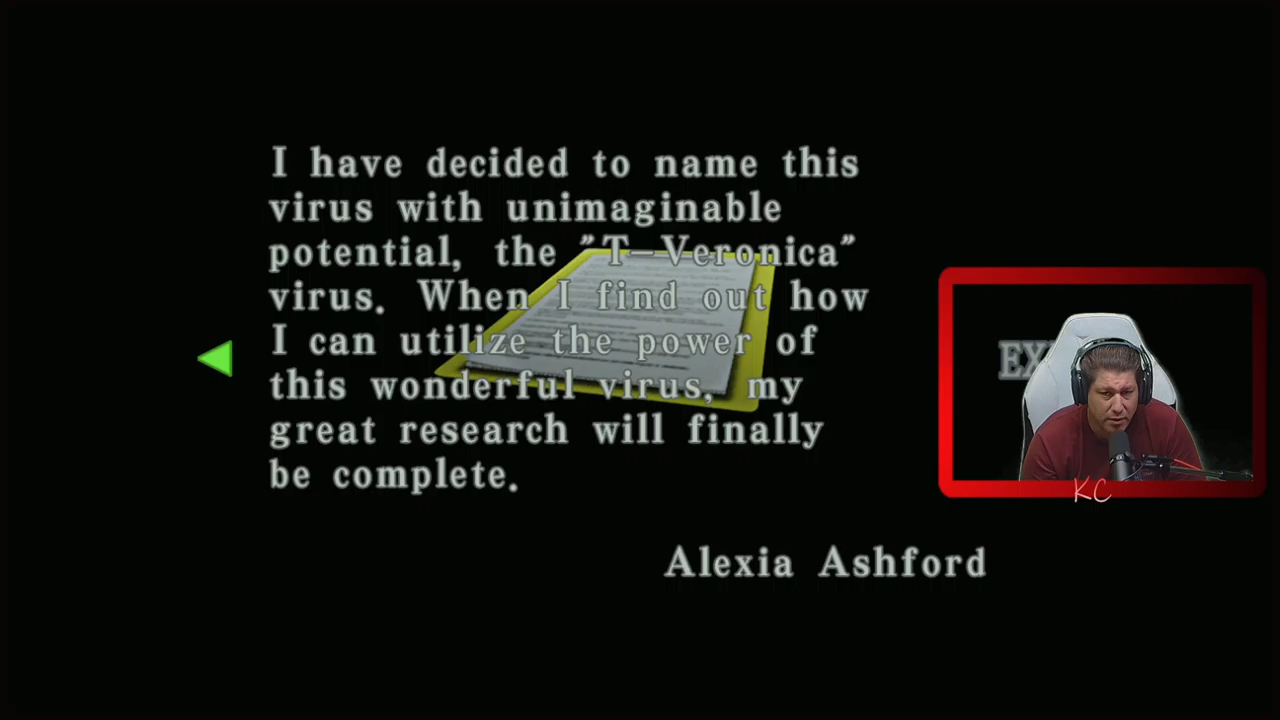 I have decided to name this
virus with unimaginable
potential, the "T-Veronica"
virus. When I find out how
I can utilize the power of
this wonderful virus, my
great research will finally
be complete.
Alexia Ashford
KC